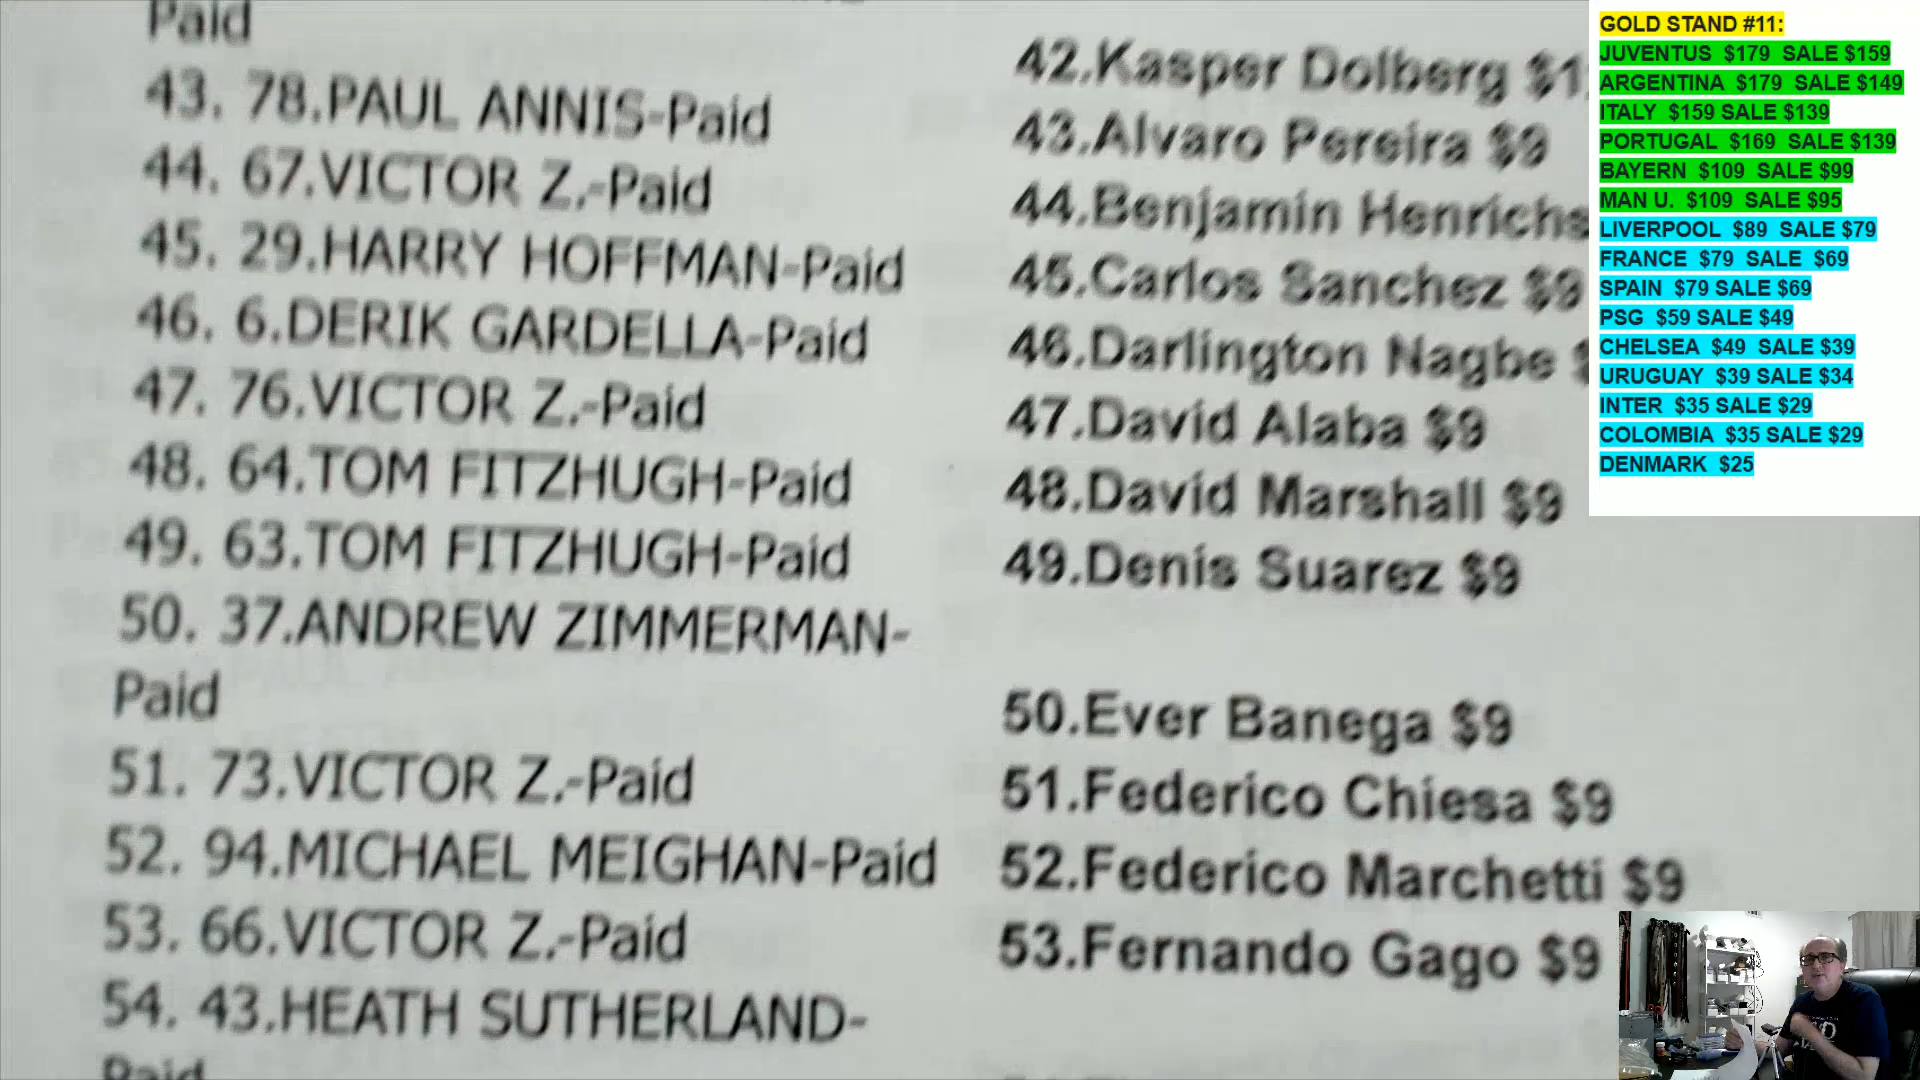 Paid
43. 78.PAUL ANNIS-Paid
44. 67.VICTOR Z.-Paid
45. 29.HARRY HOFFMAN-Paid
46. 6.DERIK GARDELLA-Paid
47. 76.VICTOR Z.-Paid
48. 64.TOM FITZHUGH-Paid
49. 63.TOM FITZHUGH-Paid
50. 37.ANDREW ZIMMERMAN-
Paid
51. 73.VICTOR Z.-Paid
52. 94.MICHAEL MEIGHAN-Paid
53. 66.VICTOR Z.-Paid
54. 43.HEATH SUTHERLAND-
Paid
42.Kasper Dolberg $1
43.Alvaro Pereira $9
44.Benjamin Henrichs
45.Carlos Sanchez $9
46.Darlington Nagbe $
47.David Alaba $9
48.David Marshall $9
49.Denis Suarez $9
50.Ever Banega $9
51.Federico Chiesa $9
52.Federico Marchetti $9
53.Fernando Gago $9
GOLD STAND #11:
JUVENTUS $179 SALE $159
ARGENTINA $179 SALE $149
ITALY $159 SALE $139
PORTUGAL $169 SALE $139
BAYERN $109 SALE $99
MAN U. $109 SALE $95
LIVERPOOL $89 SALE $79
FRANCE $79 SALE $69
SPAIN $79 SALE $69
PSG $59 SALE $49
CHELSEA $49 SALE $39
URUGUAY $39 SALE $34
INTER $35 SALE $29
COLOMBIA $35 SALE $29
DENMARK $25